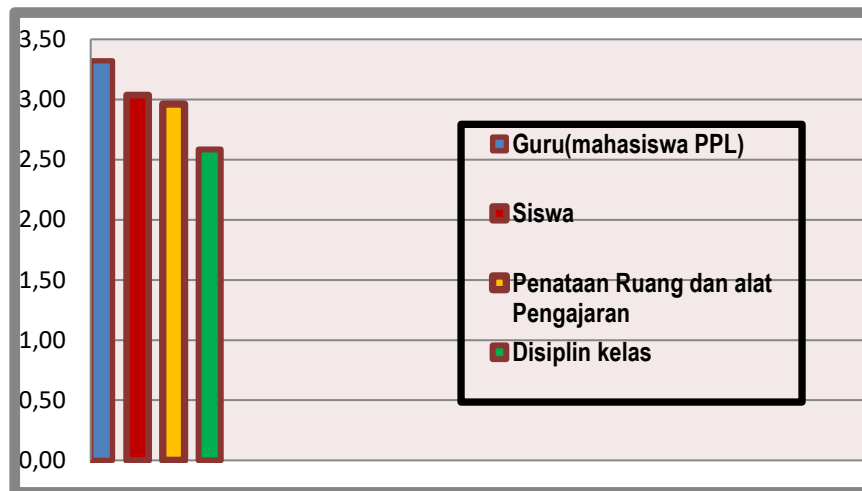 3,50
3,00
2,50
2,00
1,50
1,00
0,50
0,00
Guru(mahasiswa PPL)
Siswa
Penataan Ruang dan alat
Pengajaran
Disiplin kelas